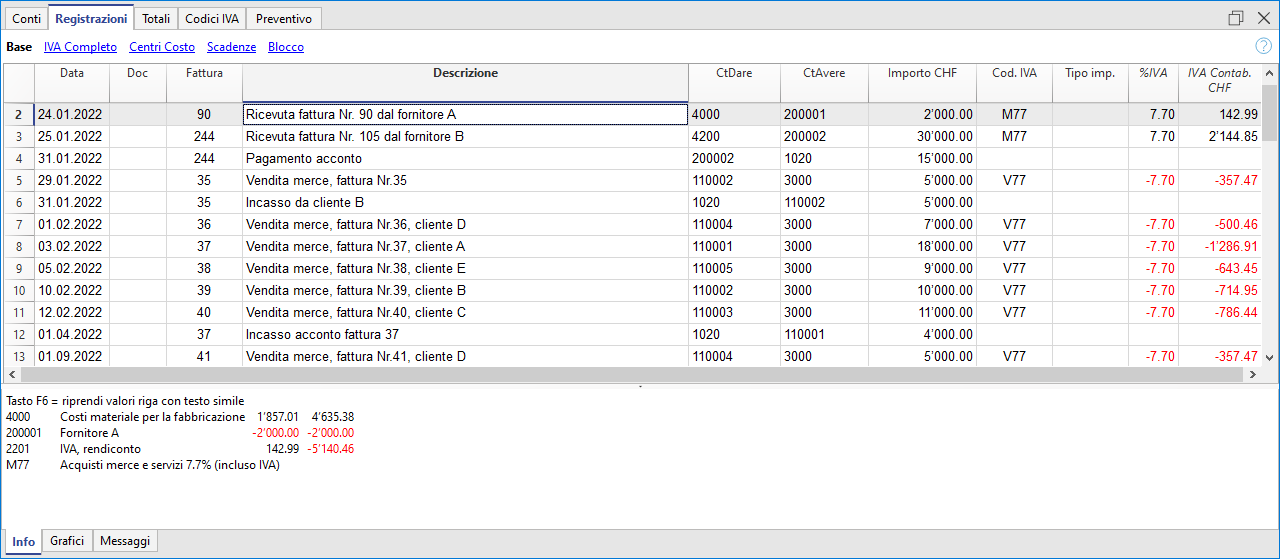 Conti Registrazioni Totali Codici IVA Preventivo
Base IVA Completo Centri Costo Scadenze Blocco ?
Data Doc Fattura Descrizione CtDare CtAvere Importo CHF Cod. IVA Tipo imp. %IVA IVA Contab.
CHF
2 24.01.2022 90 Ricevuta fattura Nr. 90 dal fornitore A 4000 200001 2'000.00 M77 7.70 142.99
3 25.01.2022 244 Ricevuta fattura Nr. 105 dal fornitore B 4200 200002 30'000.00 M77 7.70 2'144.85
4 31.01.2022 244 Pagamento acconto 200002 1020 15'000.00
5 29.01.2022 35 Vendita merce, fattura Nr.35 110002 3000 5'000.00 V77 -7.70 -357.47
6 31.01.2022 35 Incasso da cliente B 1020 110002 5'000.00
7 01.02.2022 36 Vendita merce, fattura Nr.36, cliente D 110004 3000 7'000.00 V77 -7.70 -500.46
8 03.02.2022 37 Vendita merce, fattura Nr.37, cliente A 110001 3000 18'000.00 V77 -7.70 -1'286.91
9 05.02.2022 38 Vendita merce, fattura Nr.38, cliente E 110005 3000 9'000.00 V77 -7.70 -643.45
10 10.02.2022 39 Vendita merce, fattura Nr.39, cliente B 110002 3000 10'000.00 V77 -7.70 -714.95
11 12.02.2022 40 Vendita merce, fattura Nr.40, cliente C 110003 3000 11'000.00 V77 -7.70 -786.44
12 01.04.2022 37 Incasso acconto fattura 37 1020 110001 4'000.00
13 01.09.2022 41 Vendita merce, fattura Nr.41, cliente D 110004 3000 5'000.00 V77 -7.70 -357.47
Tasto F6 = riprendi valori riga con testo simile
4000 Costi materiale per la fabbricazione 1'857.01 4'635.38
200001 Fornitore A -2'000.00 -2'000.00
2201 IVA, rendiconto 142.99 -5'140.46
M77 Acquisti merce e servizi 7.7% (incluso IVA)
Info Grafici Messaggi